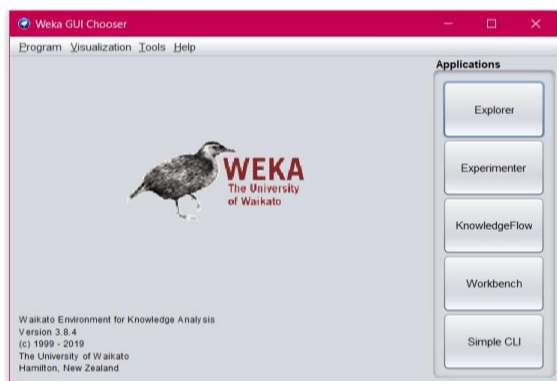 Weka GUI Chooser
Program Visualization Tools Help
Applications
Explorer
Experimenter
KnowledgeFlow
Workbench
Simple CLI
WEKA
The University
of Waikato
Waikato Environment for Knowledge Analysis
Version 3.8.4
(c) 1999 - 2019
The University of Waikato
Hamilton, New Zealand